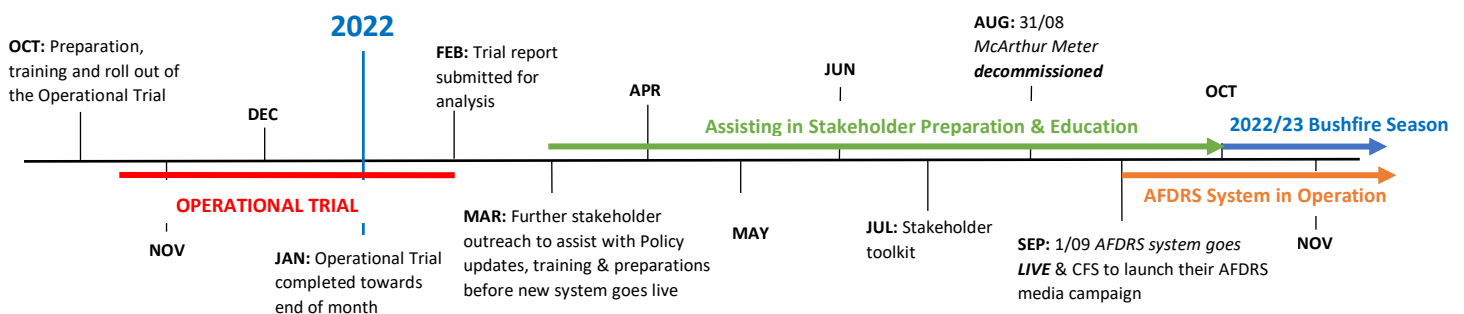 2022
OCT: Preparation,
training and roll out of
the Operational Trial
DEC
FEB: Trial report
submitted for
analysis
APR
JUN
AUG: 31/08
McArthur Meter
decommissioned
OCT
Assisting in Stakeholder Preparation & Education
2022/23 Bushfire Season
OPERATIONAL TRIAL
AFDRS System in Operation
NOV
JAN: Operational Trial
completed towards
end of month
MAR: Further stakeholder
outreach to assist with Policy
updates, training & preparations
before new system goes live
MAY
JUL: Stakeholder
toolkit
SEP: 1/09 AFDRS system goes
LIVE & CFS to launch their AFDRS
media campaign
NOV